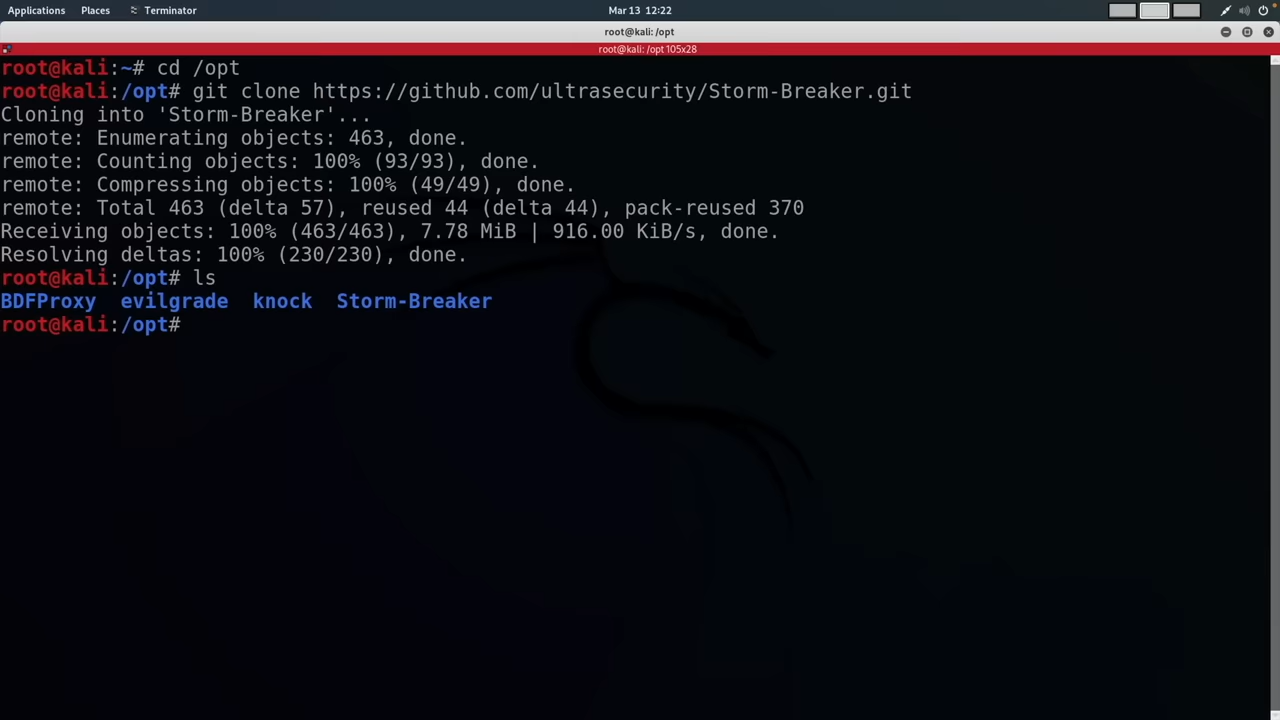 Applications Places Terminator Mar 13 12:22
root@kali: /opt
root@kali: /opt 105x28
root@kali:~# cd /opt
root@kali:/opt# git clone https://github.com/ultrasecurity/Storm-Breaker.git
Cloning into 'Storm-Breaker'...
remote: Enumerating objects: 463, done.
remote: Counting objects: 100% (93/93), done.
remote: Compressing objects: 100% (49/49), done.
remote: Total 463 (delta 57), reused 44 (delta 44), pack-reused 370
Receiving objects: 100% (463/463), 7.78 MiB | 916.00 KiB/s, done.
Resolving deltas: 100% (230/230), done.
root@kali:/opt# ls
BDFProxy evilgrade knock Storm-Breaker
root@kali:/opt#